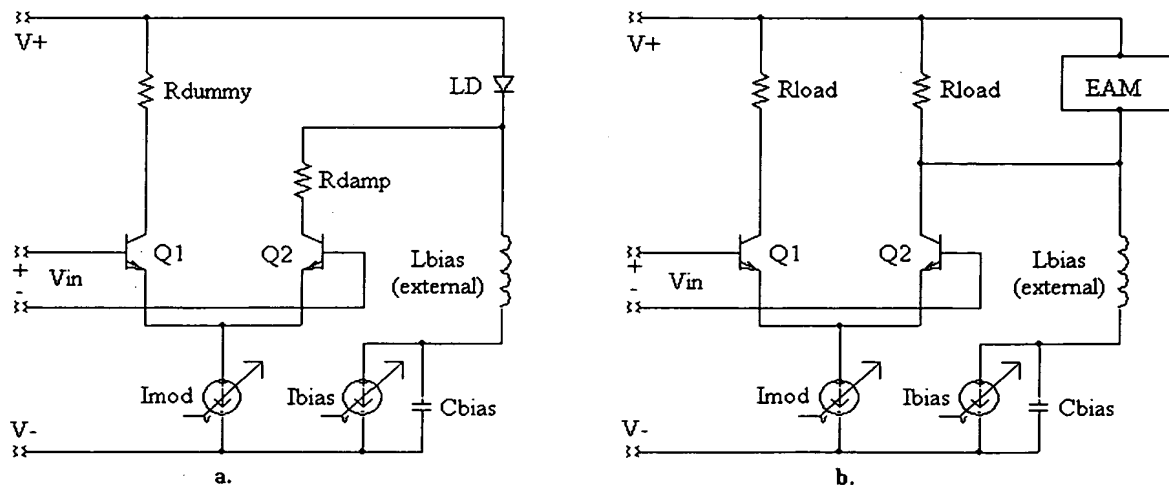 V+
Rdummy
LD
Rdamp
Q1
Q2
+
Vin
-
Lbias
(external)
Imod
Ibias
Cbias
V-
a.
V+
Rload
Rload
EAM
Q1
Q2
+
Vin
-
Lbias
(external)
Imod
Ibias
Cbias
V-
b.